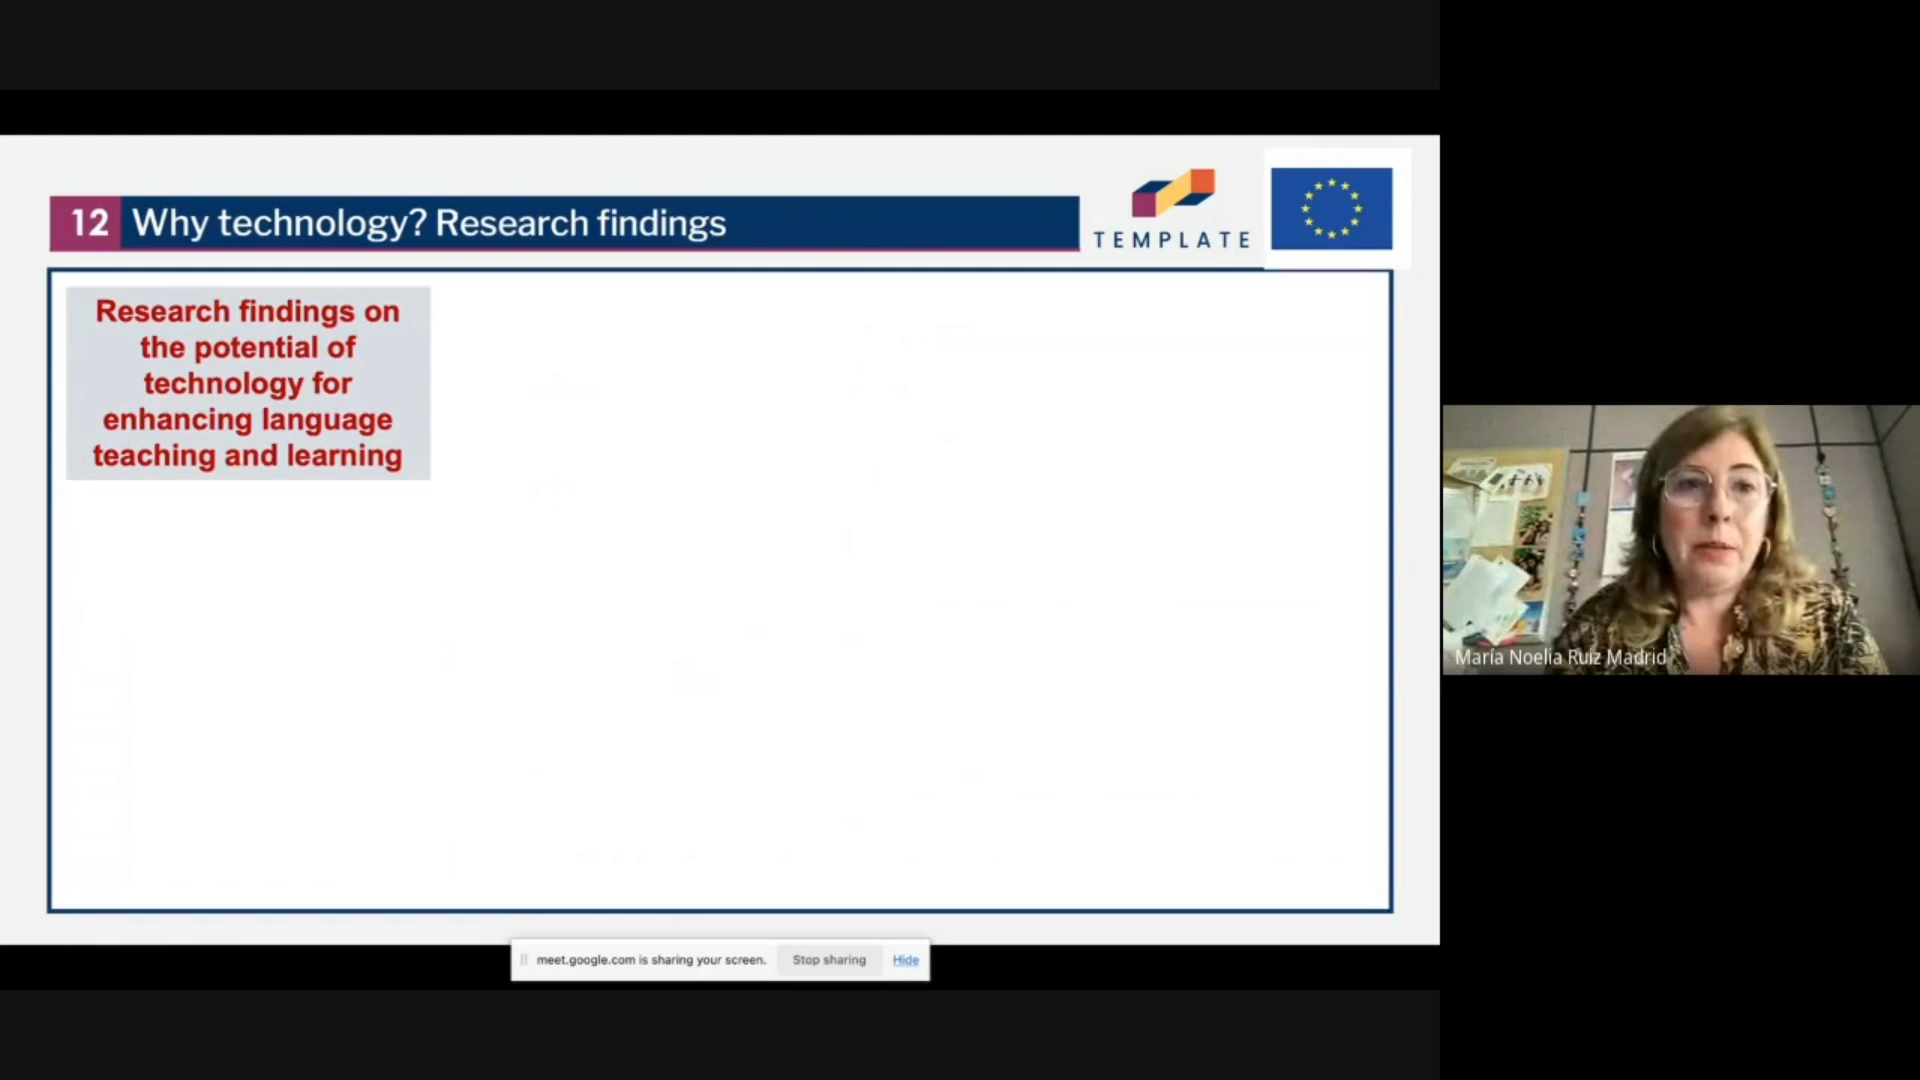 12 Why technology? Research findings
TEMPLATE
Research findings on
the potential of
technology for
enhancing language
teaching and learning
María Noelia Ruiz Madrid
meet.google.com is sharing your screen. Stop sharing Hide